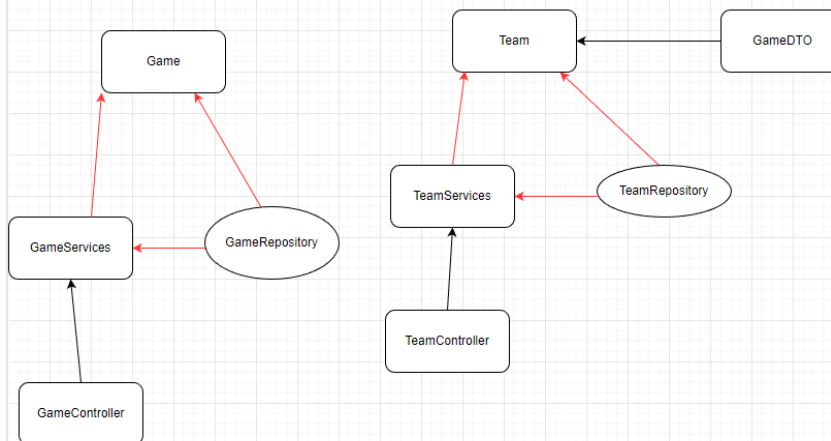 Game
Team
GameDTO
TeamServices
TeamRepository
GameServices
GameRepository
TeamController
GameController